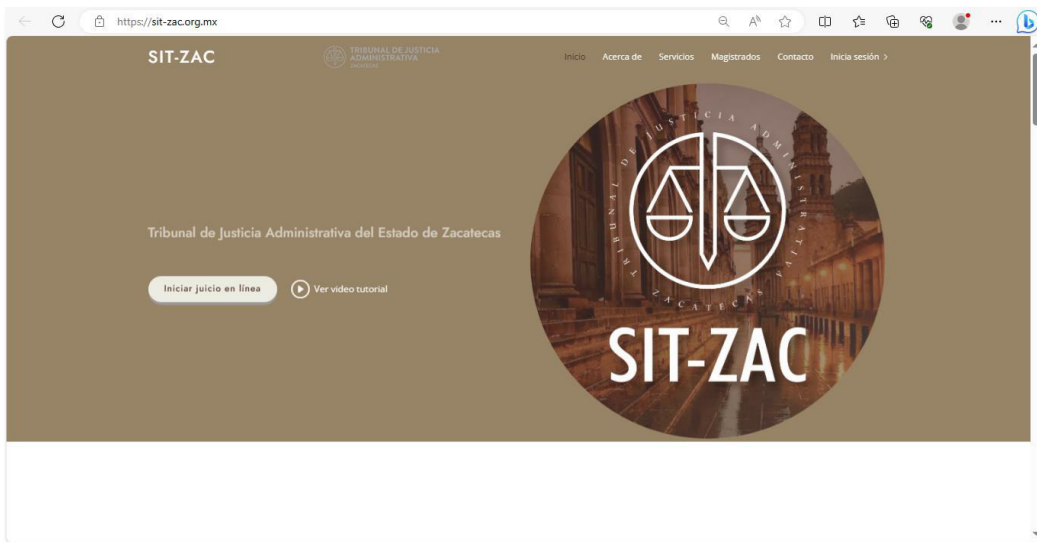 https://sit-zac.org.mx
SIT-ZAC
TRIBUNAL DE JUSTICIA
ADMINISTRATIVA
ZACATECAS
Inicio Acerca de Servicios Magistrados Contacto Inicia sesión >
Tribunal de Justicia Administrativa del Estado de Zacatecas
Iniciar juicio en línea Ver video tutorial
TRIBUNAL DE JUSTICIA ADMINISTRATIVA
ZACATECAS
SIT-ZAC